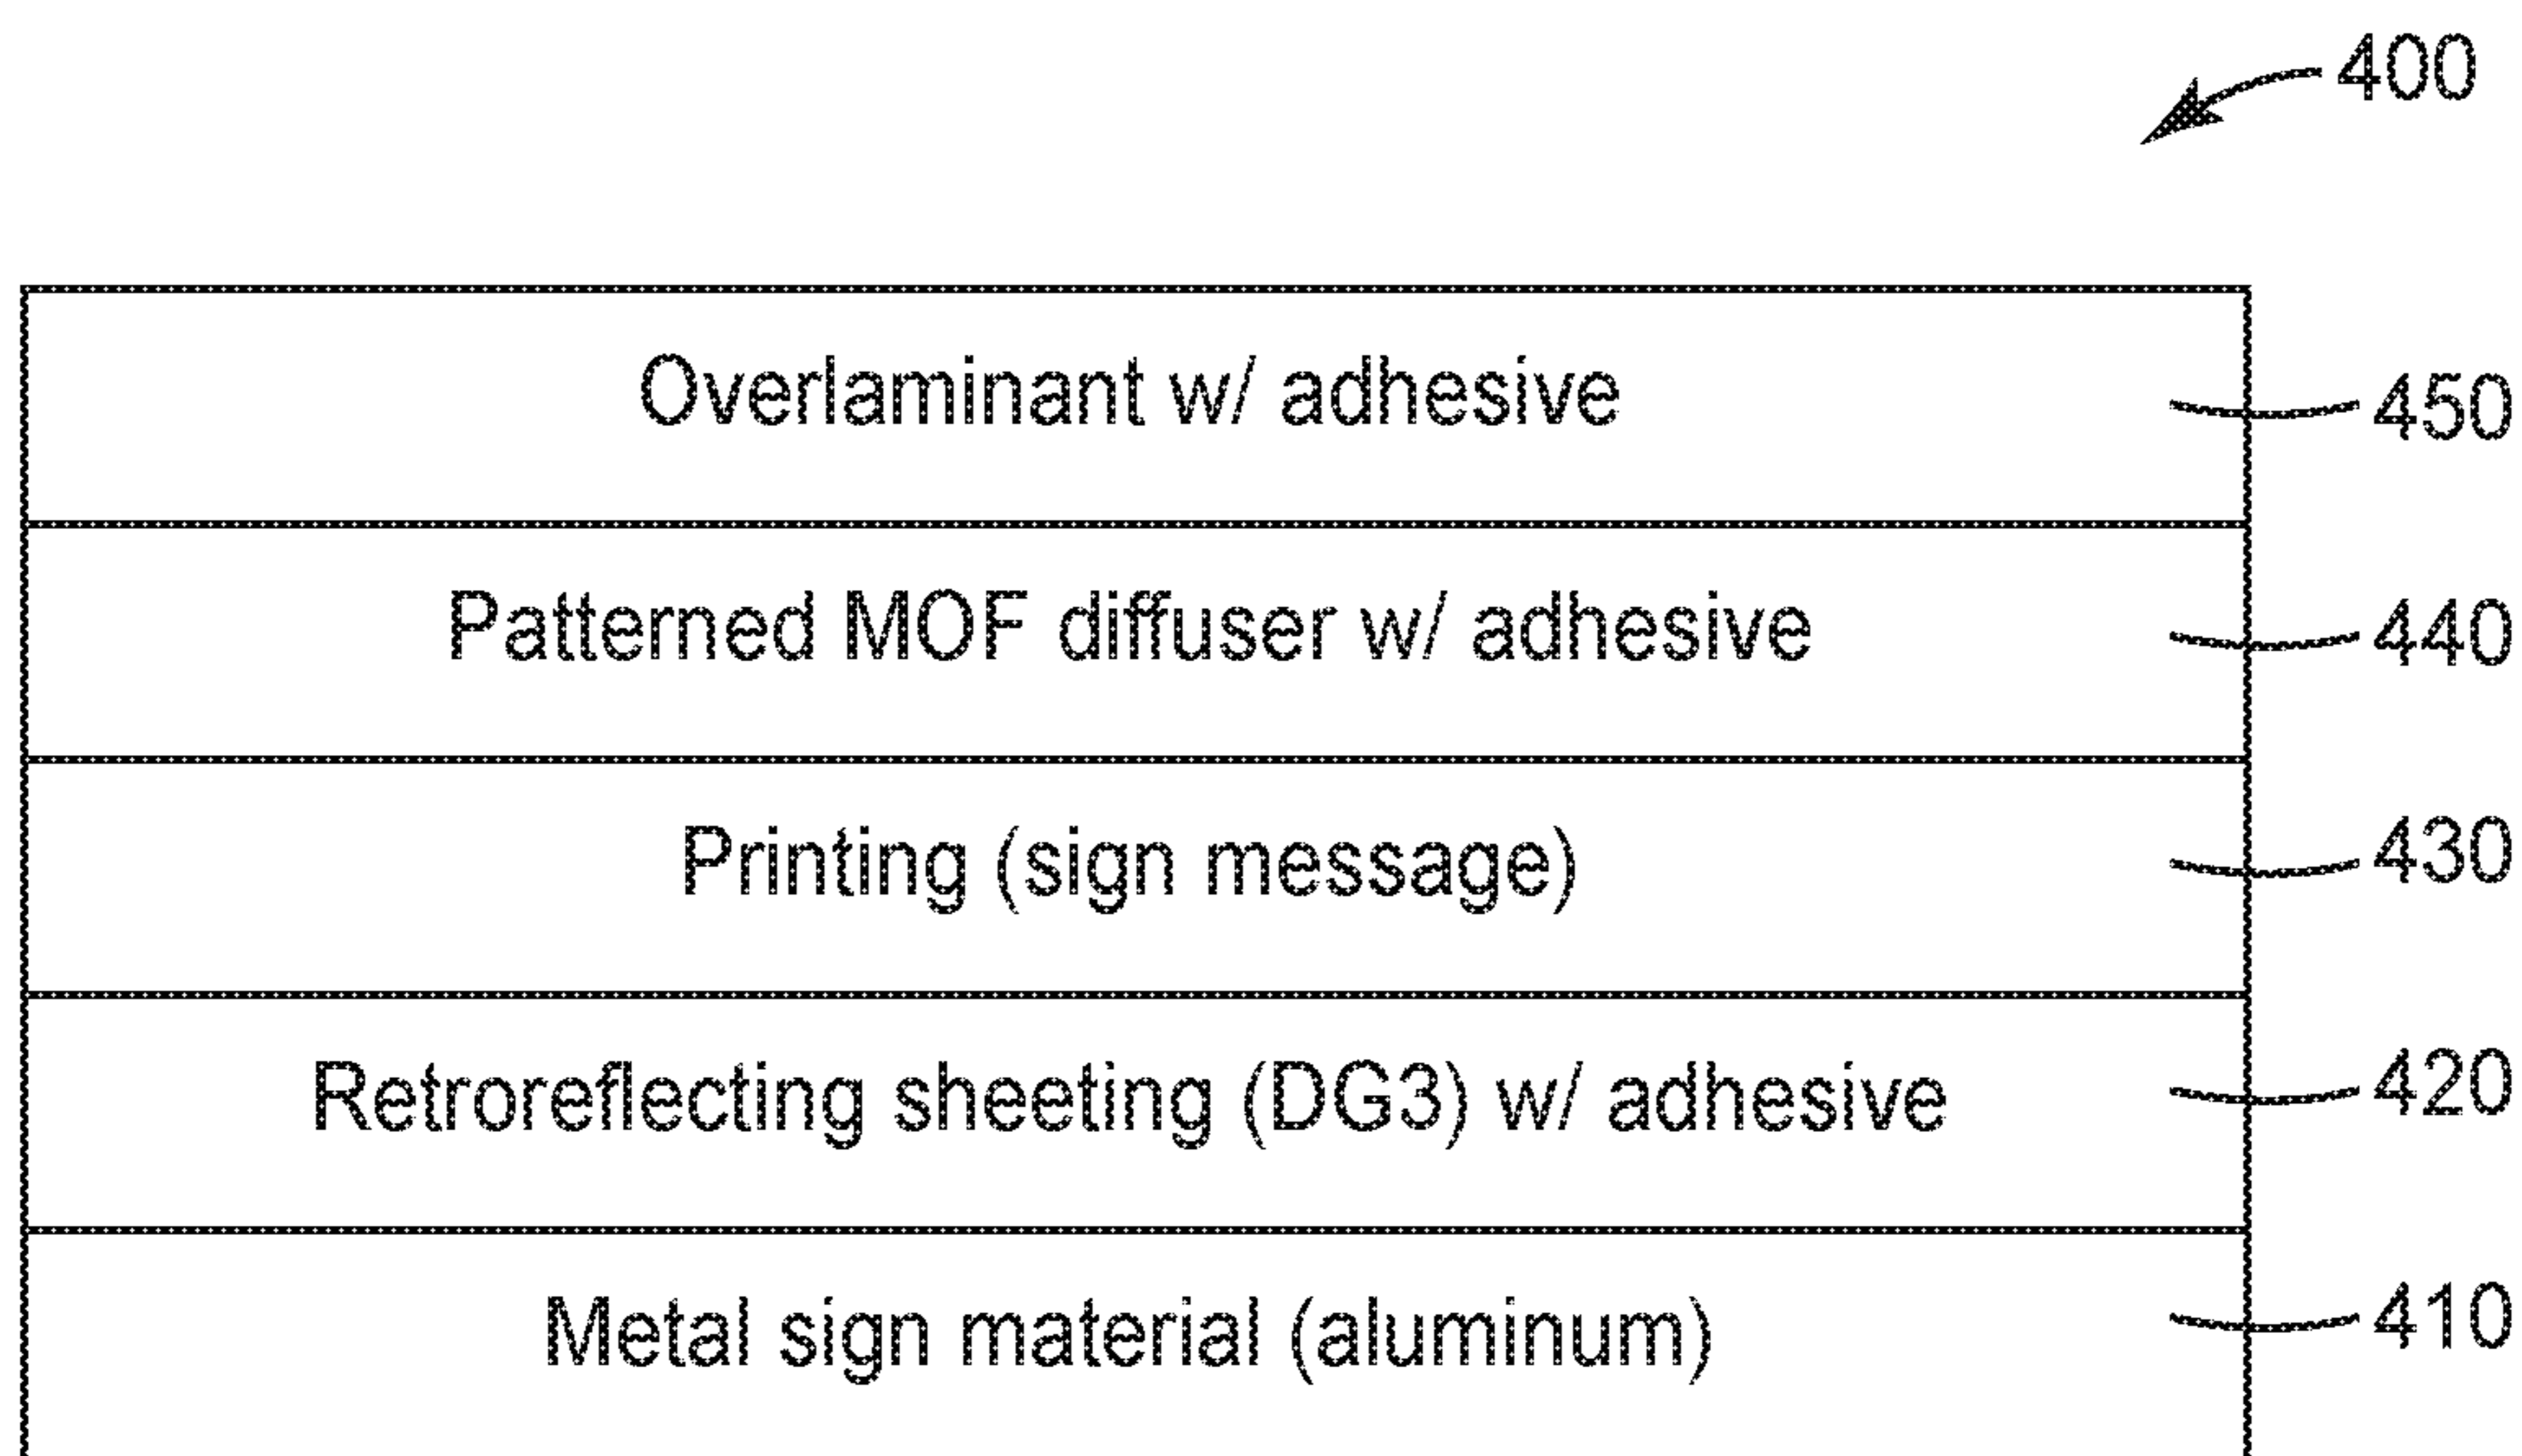 400
Overlaminant w/ adhesive 450
Patterned MOF diffuser w/ adhesive 440
Printing (sign message) 430
Retroreflecting sheeting (DG3) w/ adhesive 420
Metal sign material (aluminum) 410